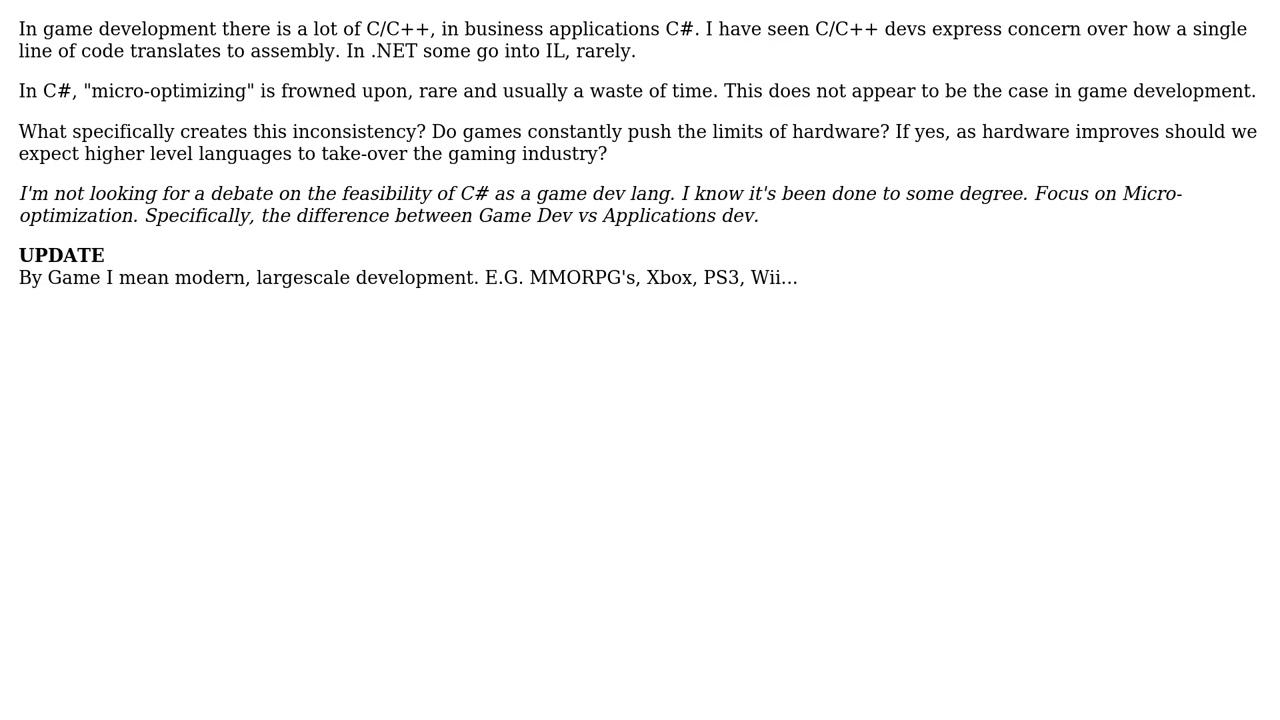 In game development there is a lot of C/C++, in business applications C#. I have seen C/C++ devs express concern over how a single
line of code translates to assembly. In .NET some go into IL, rarely.
In C#, "micro-optimizing" is frowned upon, rare and usually a waste of time. This does not appear to be the case in game development.
What specifically creates this inconsistency? Do games constantly push the limits of hardware? If yes, as hardware improves should we
expect higher level languages to take-over the gaming industry?
I'm not looking for a debate on the feasibility of C# as a game dev lang. I know it's been done to some degree. Focus on Micro-
optimization. Specifically, the difference between Game Dev vs Applications dev.
UPDATE
By Game I mean modern, largescale development. E.G. MMORPG's, Xbox, PS3, Wii...